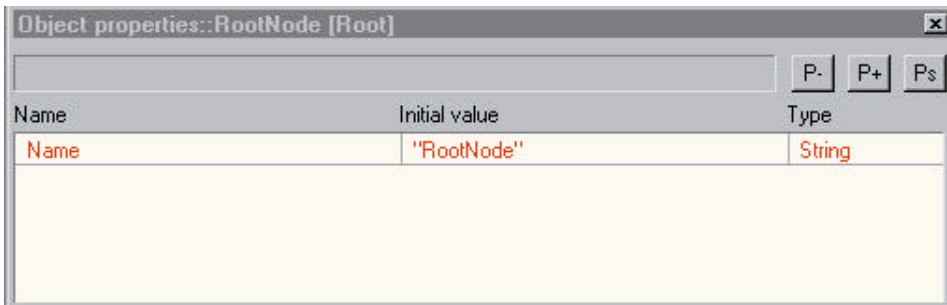 Object properties::RootNode [Root]
P- P+ Ps
Name Initial value Type
Name "RootNode" String